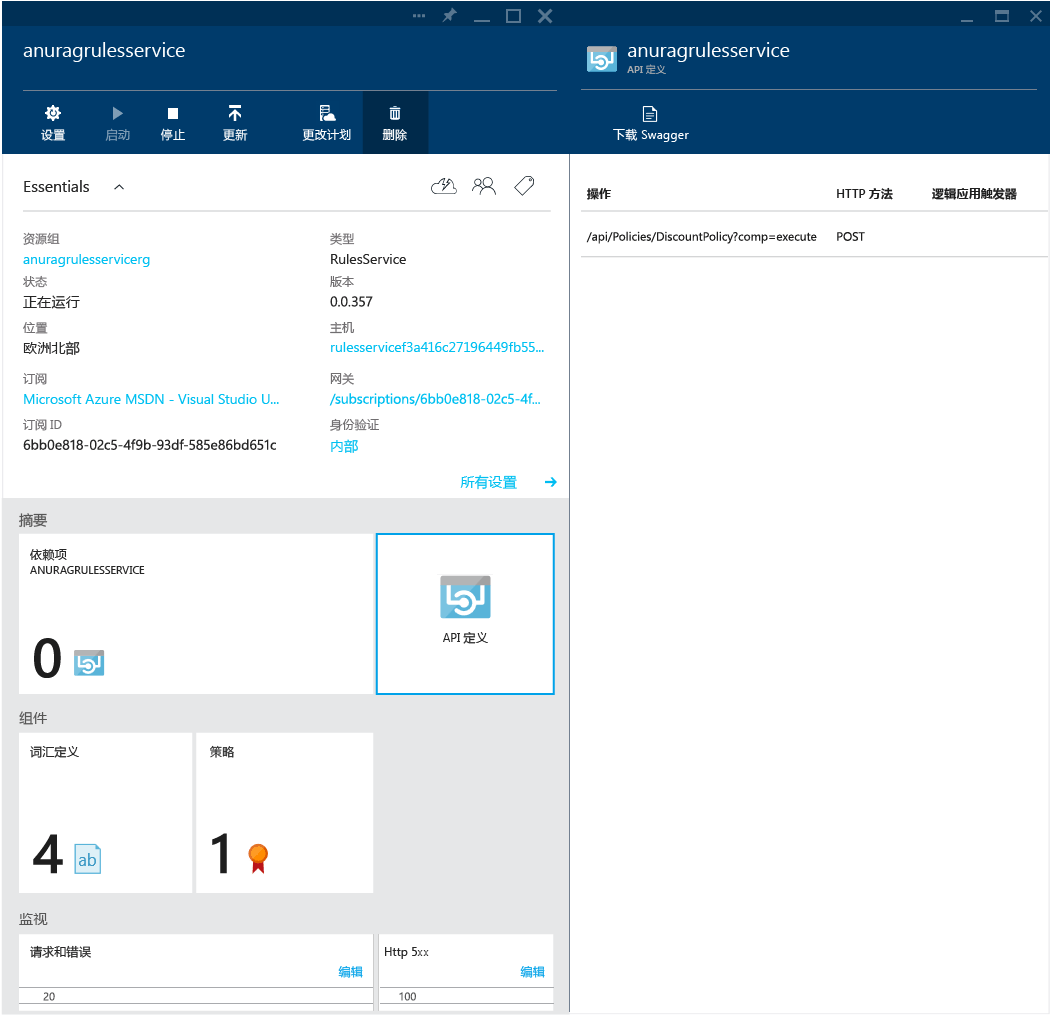 anuragrulesservice
设置
启动
停止
更新
更改计划
删除
Essentials
资源组
类型
anuragrulesservicerg
RulesService
状态
版本
正在运行
0.0.357
位置
主机
欧洲北部
rulesservicef3a416c27196449fb55...
订阅
网关
Microsoft Azure MSDN - Visual Studio U...
/subscriptions/6bb0e818-02c5-4f...
订阅 ID
身份验证
6bb0e818-02c5-4f9b-93df-585e86bd651c
内部
所有设置
摘要
依赖项
ANURAGRULESSERVICE
0
API 定义
组件
词汇定义
4
ab
策略
1
监视
请求和错误
编辑
20
Http 5xx
编辑
100
anuragrulesservice
API 定义
下载 Swagger
操作
HTTP 方法
逻辑应用触发器
/api/Policies/DiscountPolicy?comp=execute
POST